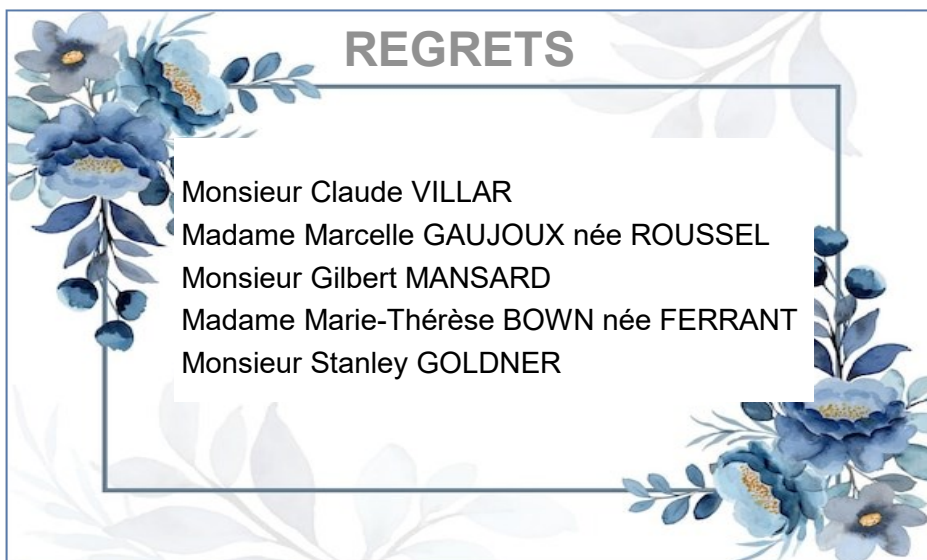 REGRETS
Monsieur Claude VILLAR
Madame Marcelle GAUJOUX née ROUSSEL
Monsieur Gilbert MANSARD
Madame Marie-Thérèse BOWN née FERRANT
Monsieur Stanley GOLDNER